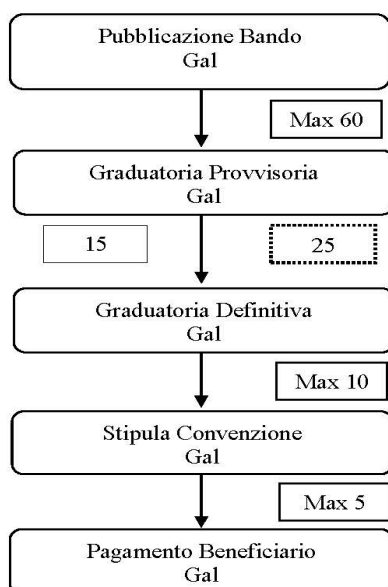 Pubblicazione Bando
Gal
Max 60
Graduatoria Provvisoria
Gal
15
25
Graduatoria Definitiva
Gal
Max 10
Stipula Convenzione
Gal
Max 5
Pagamento Beneficiario
Gal